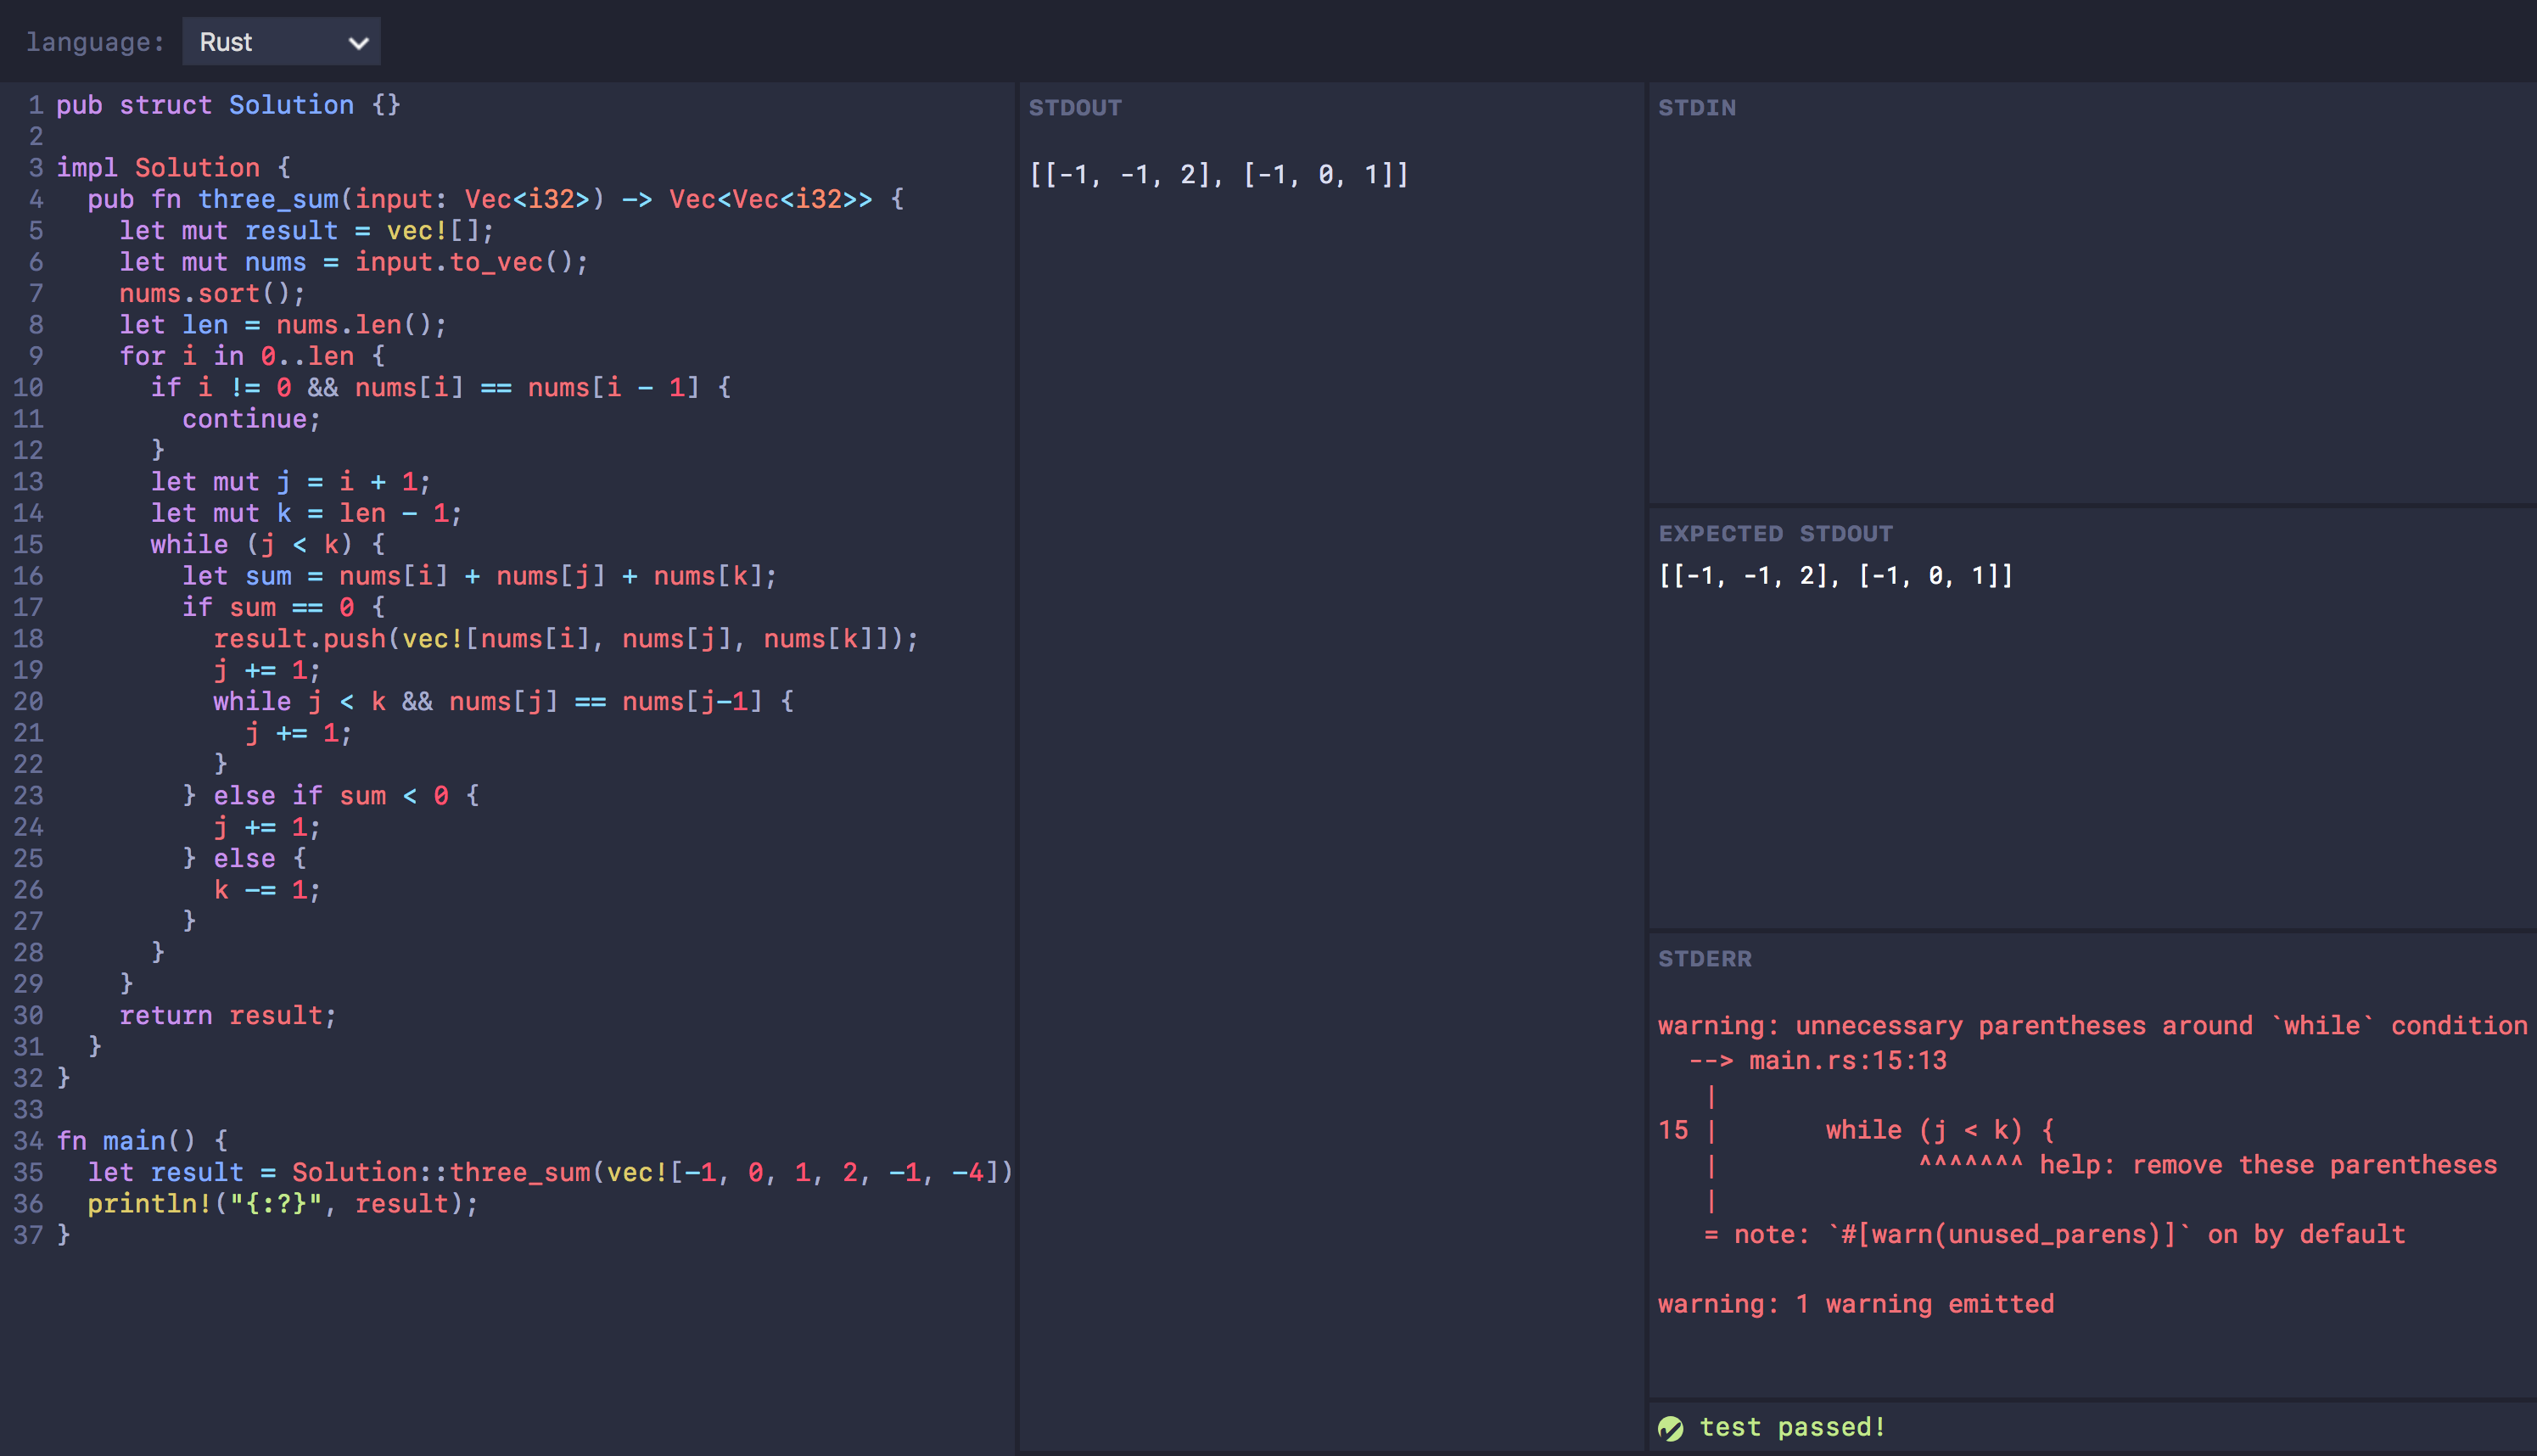 language: Rust
1 pub struct Solution {}
2
3 impl Solution {
4   pub fn three_sum(input: Vec<i32>) -> Vec<Vec<i32>> {
5     let mut result = vec![];
6     let mut nums = input.to_vec();
7     nums.sort();
8     let len = nums.len();
9     for i in 0..len {
10       if i != 0 && nums[i] == nums[i - 1] {
11         continue;
12       }
13       let mut j = i + 1;
14       let mut k = len - 1;
15       while (j < k) {
16         let sum = nums[i] + nums[j] + nums[k];
17         if sum == 0 {
18           result.push(vec![nums[i], nums[j], nums[k]]);
19           j += 1;
20           while j < k && nums[j] == nums[j-1] {
21             j += 1;
22           }
23         } else if sum < 0 {
24           j += 1;
25         } else {
26           k -= 1;
27         }
28       }
29     }
30     return result;
31   }
32 }
33
34 fn main() {
35   let result = Solution::three_sum(vec![-1, 0, 1, 2, -1, -4])
36   println!("{:?}", result);
37 }
STDOUT
[[-1, -1, 2], [-1, 0, 1]]
STDIN
EXPECTED STDOUT
[[-1, -1, 2], [-1, 0, 1]]
STDERR
warning: unnecessary parentheses around `while` condition
  --> main.rs:15:13
   |
15 |       while (j < k) {
   |             ^^^^^^^ help: remove these parentheses
   |
   = note: `#[warn(unused_parens)]` on by default
warning: 1 warning emitted
test passed!